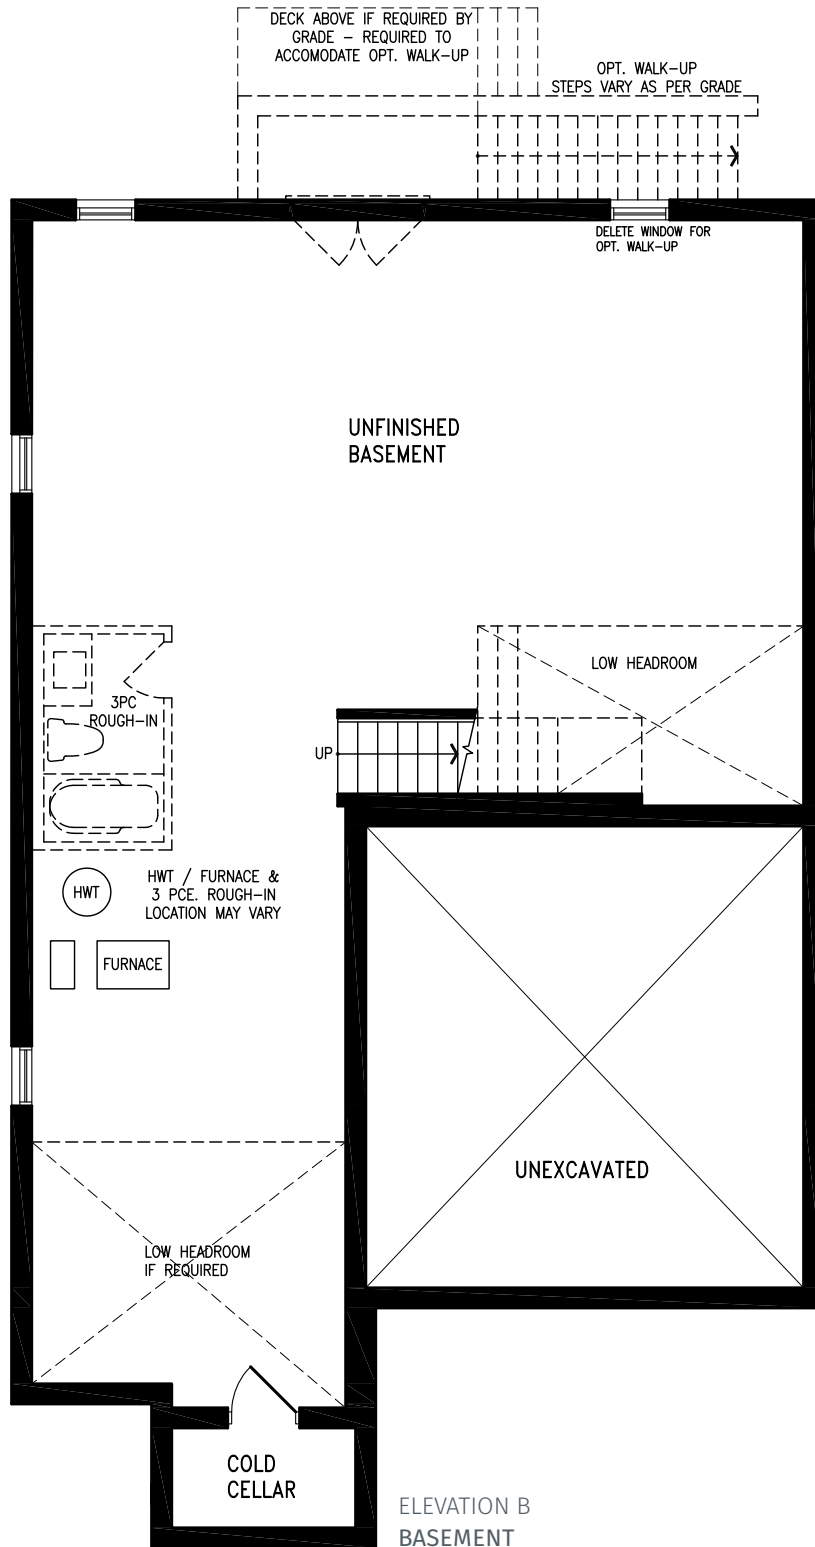 DECK ABOVE IF REQUIRED BY
GRADE – REQUIRED TO
ACCOMODATE OPT. WALK-UP
OPT. WALK-UP
STEPS VARY AS PER GRADE
DELETE WINDOW FOR
OPT. WALK-UP
UNFINISHED
BASEMENT
LOW HEADROOM
3PC
ROUGH-IN
UP
HWT
HWT / FURNACE &
3 PCE. ROUGH-IN
LOCATION MAY VARY
FURNACE
UNEXCAVATED
LOW HEADROOM
IF REQUIRED
COLD
CELLAR
ELEVATION B
BASEMENT